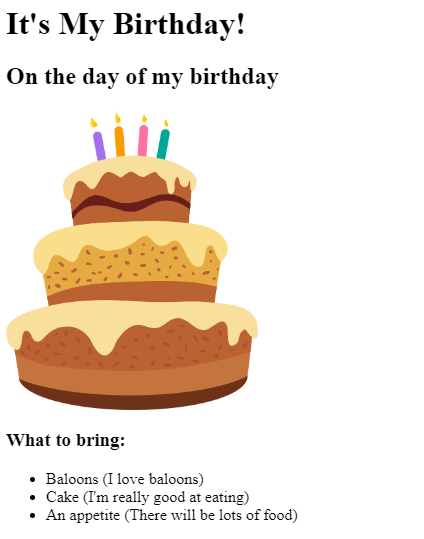 It's My Birthday!
On the day of my birthday
What to bring:
Baloons (I love baloons)
Cake (I'm really good at eating)
An appetite (There will be lots of food)